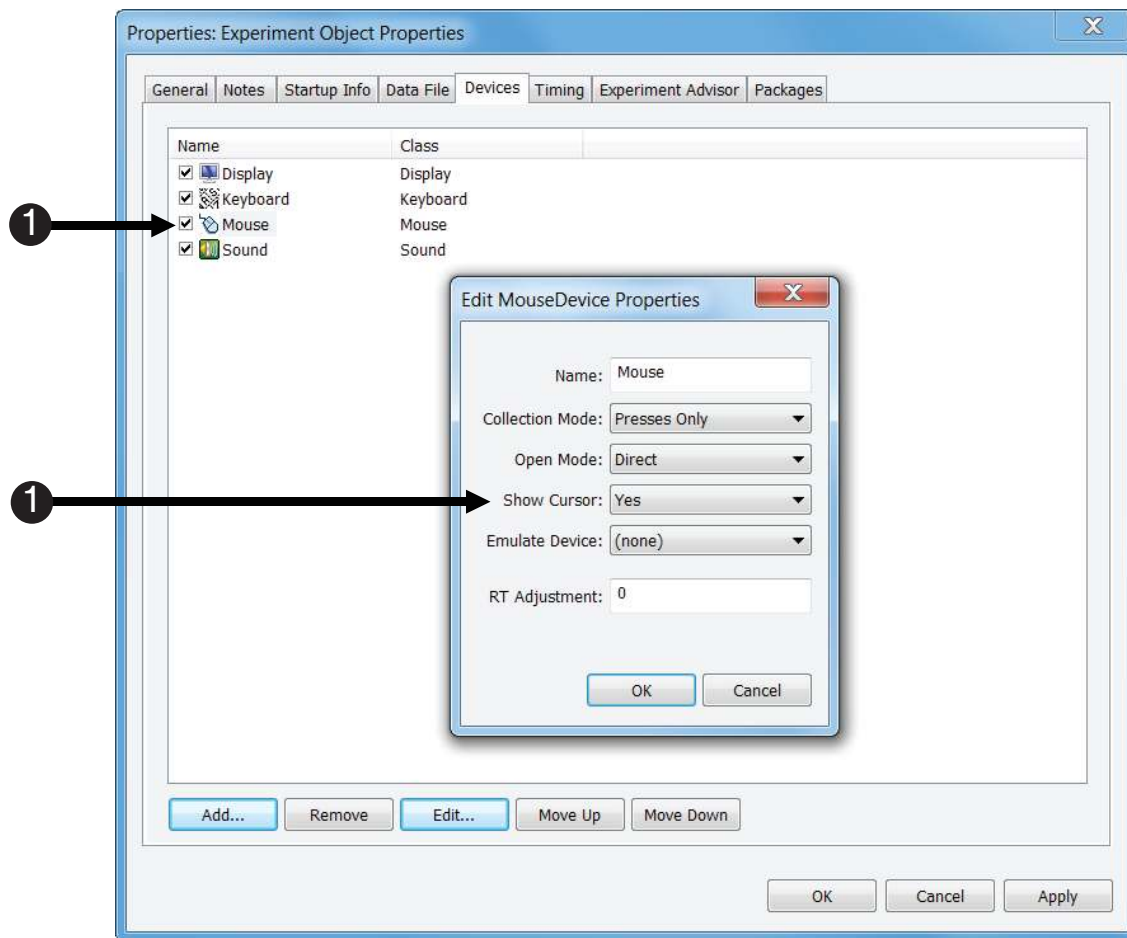 Properties: Experiment Object Properties
General Notes Startup Info Data File Devices Timing Experiment Advisor Packages
Name Class
Display Display
Keyboard Keyboard
1 Mouse Mouse
Sound Sound
Edit MouseDevice Properties
Name: Mouse
Collection Mode: Presses Only
Open Mode: Direct
1 Show Cursor: Yes
Emulate Device: (none)
RT Adjustment: 0
OK Cancel
Add... Remove Edit... Move Up Move Down
OK Cancel Apply